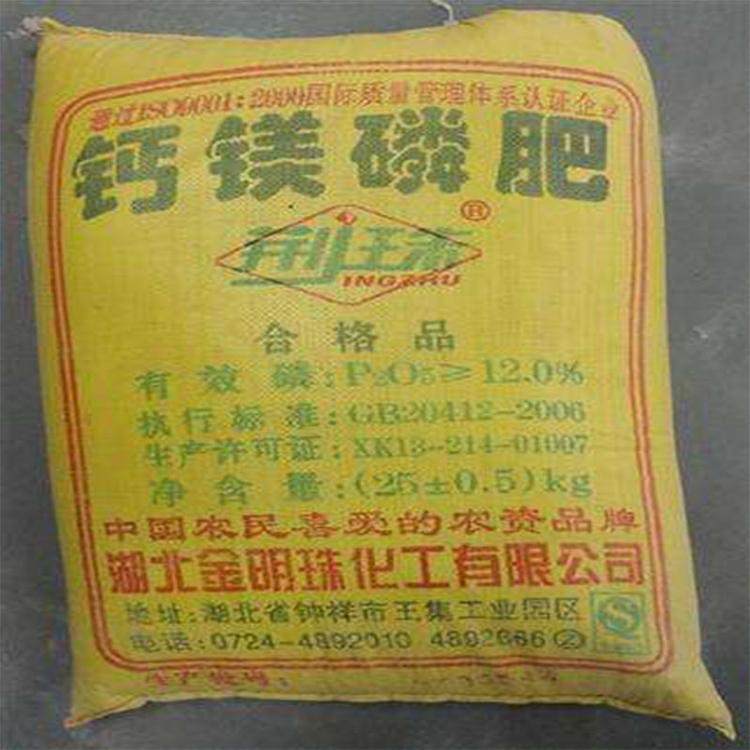 通过ISO9001:2000国际质量管理体系认证企业
钙镁磷肥
®
荆珠
INGZHU
合格品
有效磷:P₂O₅≥12.0%
执行标准:GB20412-2006
生产许可证:XK13-214-01007
净含量:(25±0.5)kg
中国农民喜爱的农资品牌
湖北金明珠化工有限公司
地址:湖北省钟祥市王集工业园区
电话:0724-4892010 4892666②